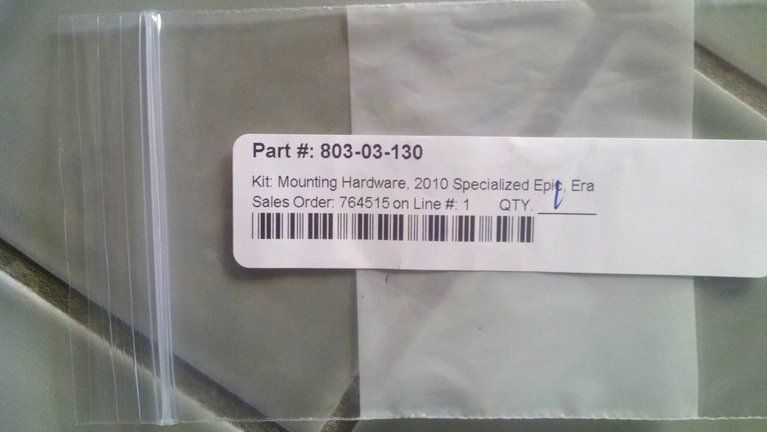 Part #: 803-03-130
Kit: Mounting Hardware, 2010 Specialized Epic, Era
Sales Order: 764515 on Line #: 1 QTY. 1